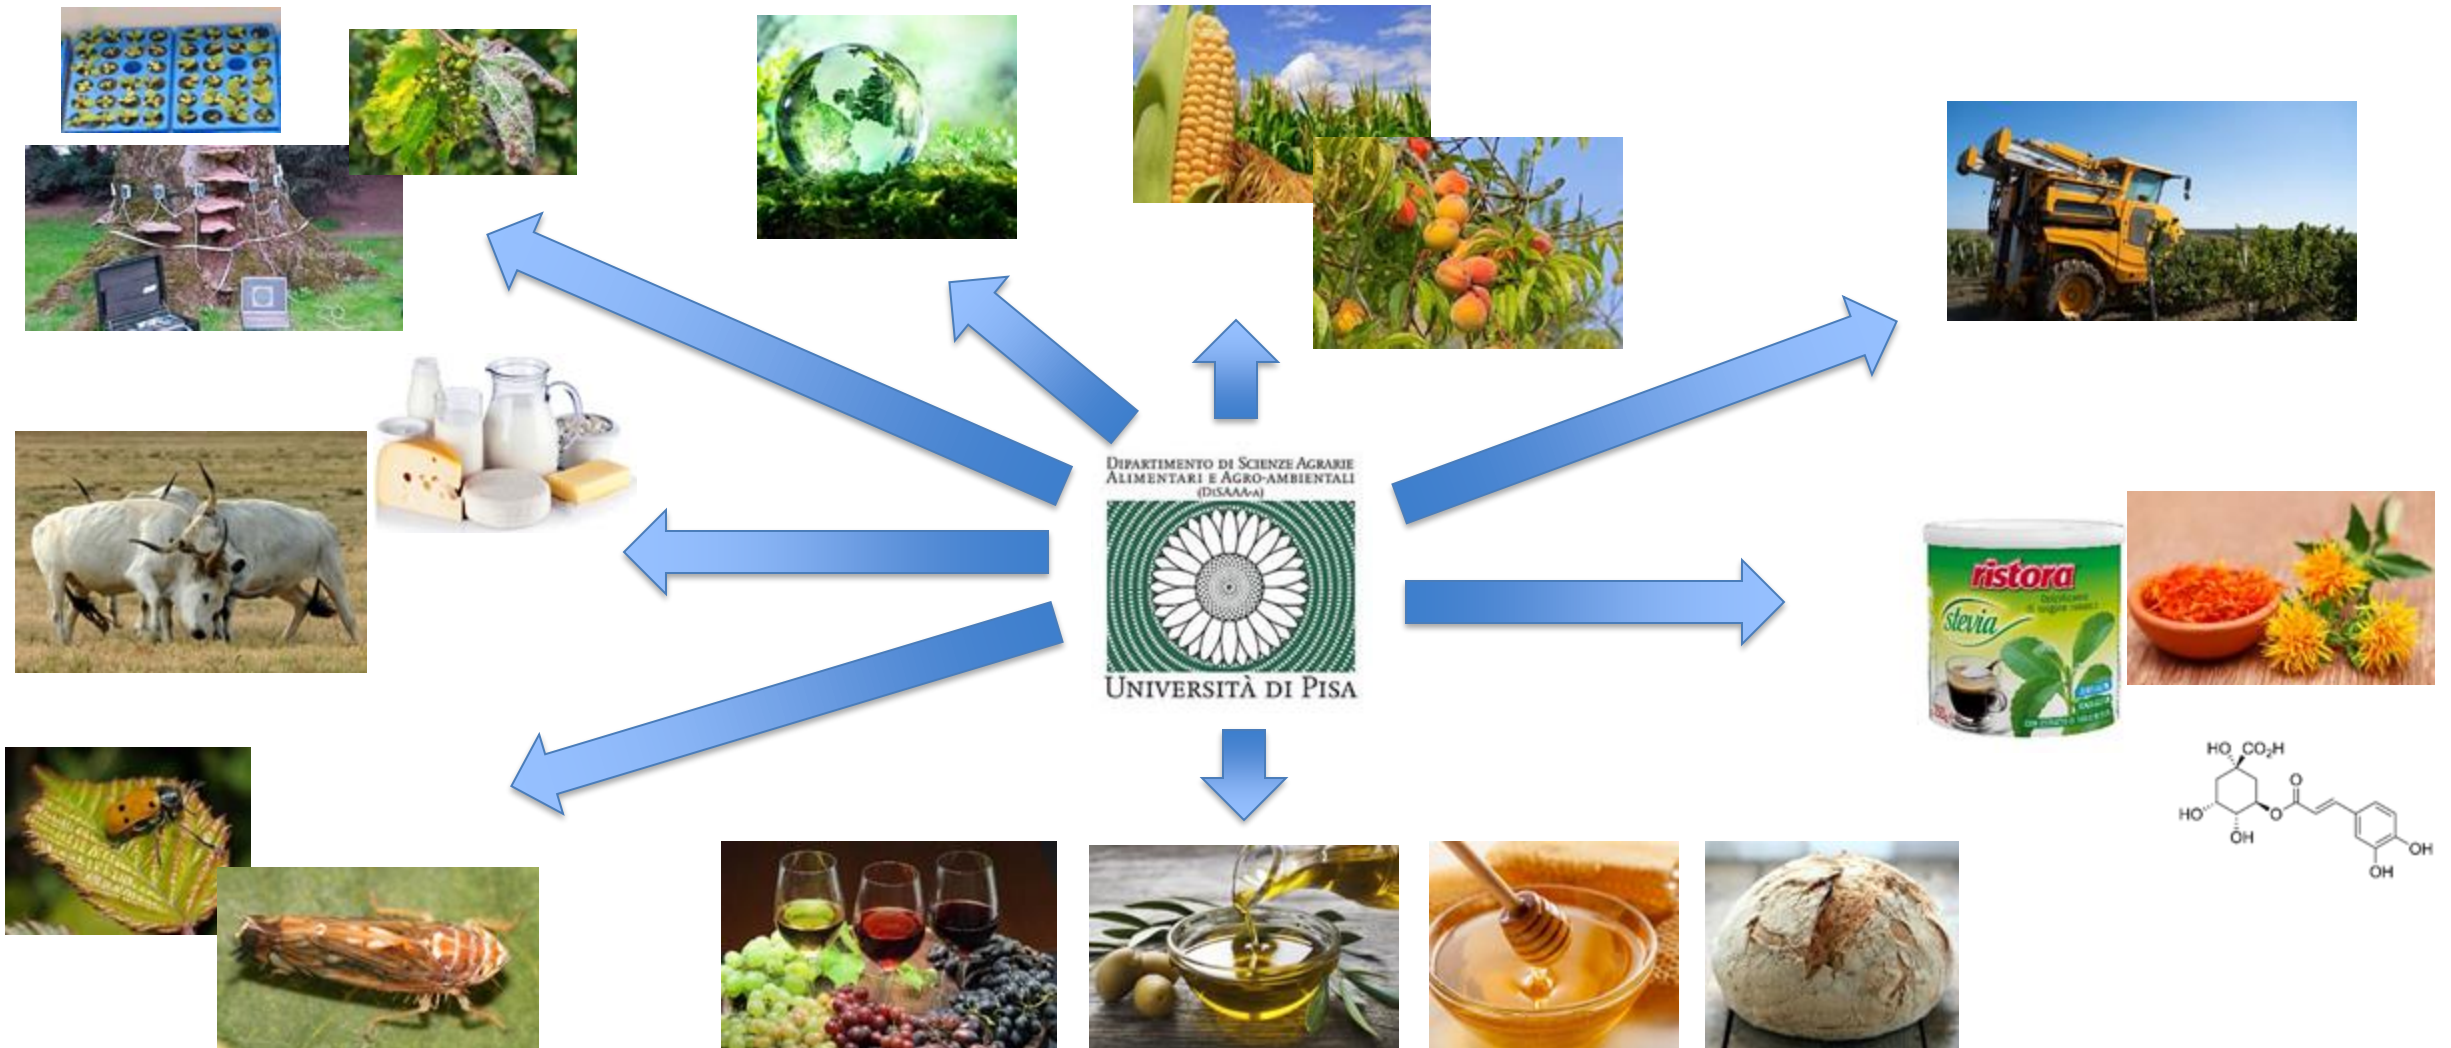 DIPARTIMENTO DI SCIENZE AGRARIE
ALIMENTARI E AGRO-AMBIENTALI
(DISAAA-a)
UNIVERSITÀ DI PISA
ristora
Dolcificante
stevia
HO
CO₂H
O
HO
O
OH
OH
OH